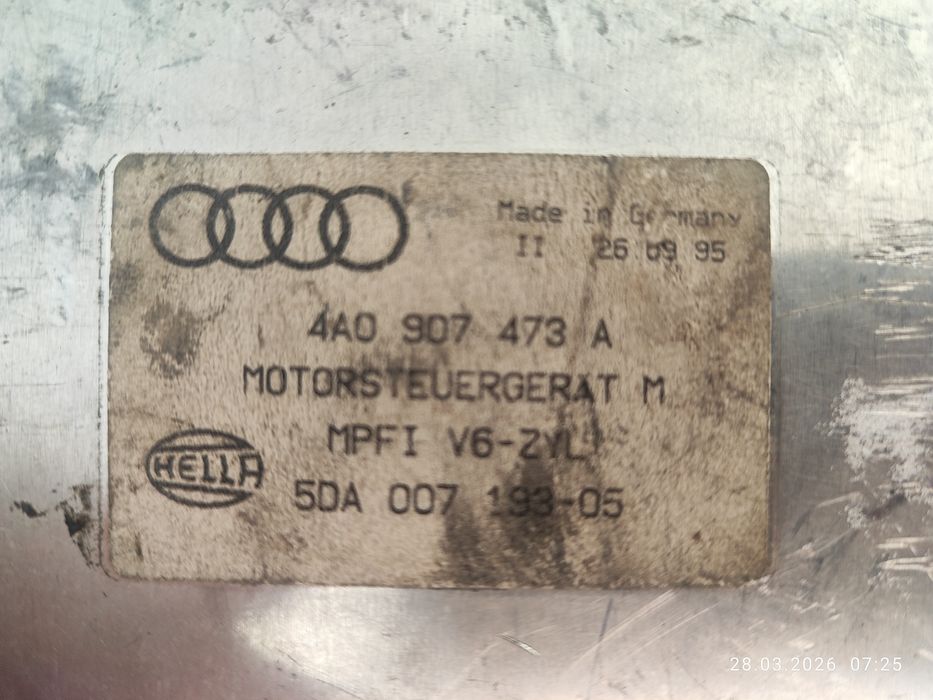 Made in Germany
II 26 09 95
4A0 907 473 A
MOTORSTEUERGERAT M
MPFI V6-ZYL
HELLA
5DA 007 193-05
28.03.2026 07:25